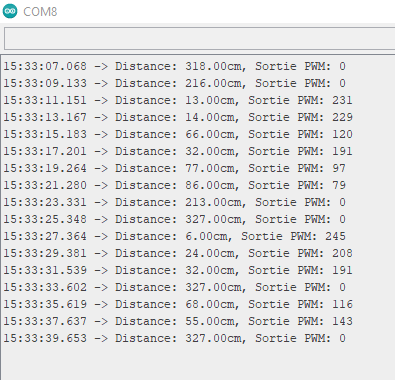 COM8
15:33:07.068 -> Distance: 318.00cm, Sortie PWM: 0
15:33:09.133 -> Distance: 216.00cm, Sortie PWM: 0
15:33:11.151 -> Distance: 13.00cm, Sortie PWM: 231
15:33:13.167 -> Distance: 14.00cm, Sortie PWM: 229
15:33:15.183 -> Distance: 66.00cm, Sortie PWM: 120
15:33:17.201 -> Distance: 32.00cm, Sortie PWM: 191
15:33:19.264 -> Distance: 77.00cm, Sortie PWM: 97
15:33:21.280 -> Distance: 86.00cm, Sortie PWM: 79
15:33:23.331 -> Distance: 213.00cm, Sortie PWM: 0
15:33:25.348 -> Distance: 327.00cm, Sortie PWM: 0
15:33:27.364 -> Distance: 6.00cm, Sortie PWM: 245
15:33:29.381 -> Distance: 24.00cm, Sortie PWM: 208
15:33:31.539 -> Distance: 32.00cm, Sortie PWM: 191
15:33:33.602 -> Distance: 327.00cm, Sortie PWM: 0
15:33:35.619 -> Distance: 68.00cm, Sortie PWM: 116
15:33:37.637 -> Distance: 55.00cm, Sortie PWM: 143
15:33:39.653 -> Distance: 327.00cm, Sortie PWM: 0